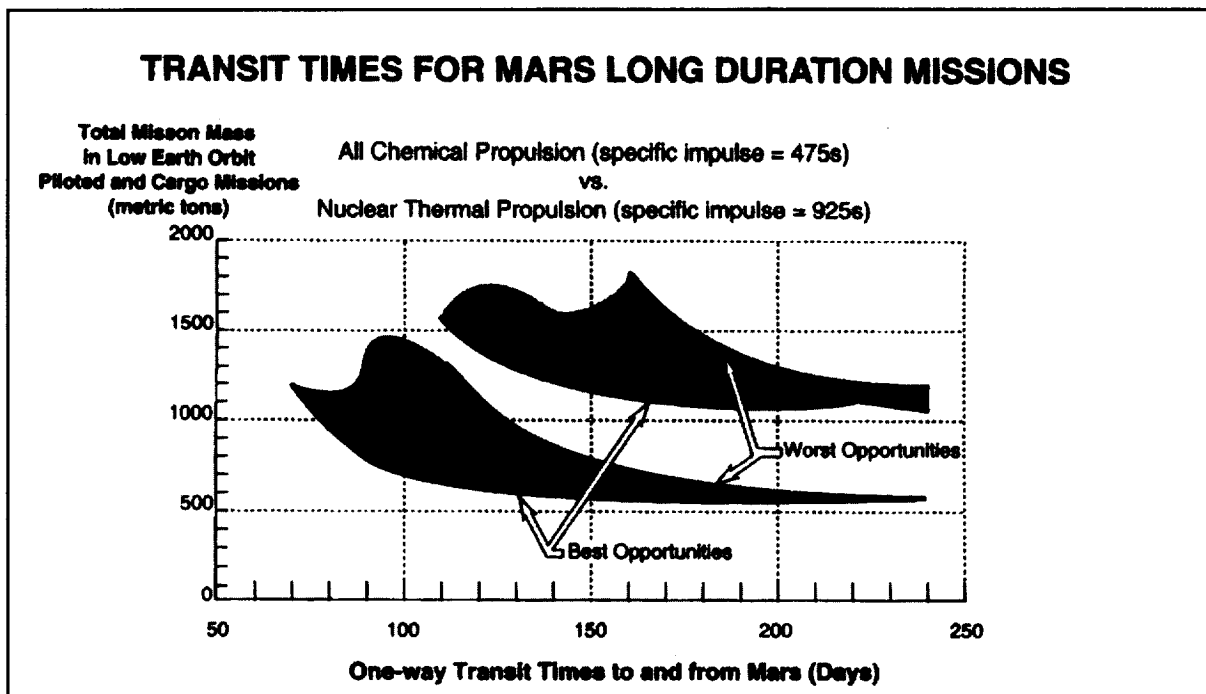 TRANSIT TIMES FOR MARS LONG DURATION MISSIONS
Total Misson Mass
in Low Earth Orbit
Piloted and Cargo Missions
(metric tons)
All Chemical Propulsion (specific impulse = 475s)
vs.
Nuclear Thermal Propulsion (specific impulse = 925s)
2000
1500
1000
500
0
Worst Opportunities
Best Opportunities
50 100 150 200 250
One-way Transit Times to and from Mars (Days)